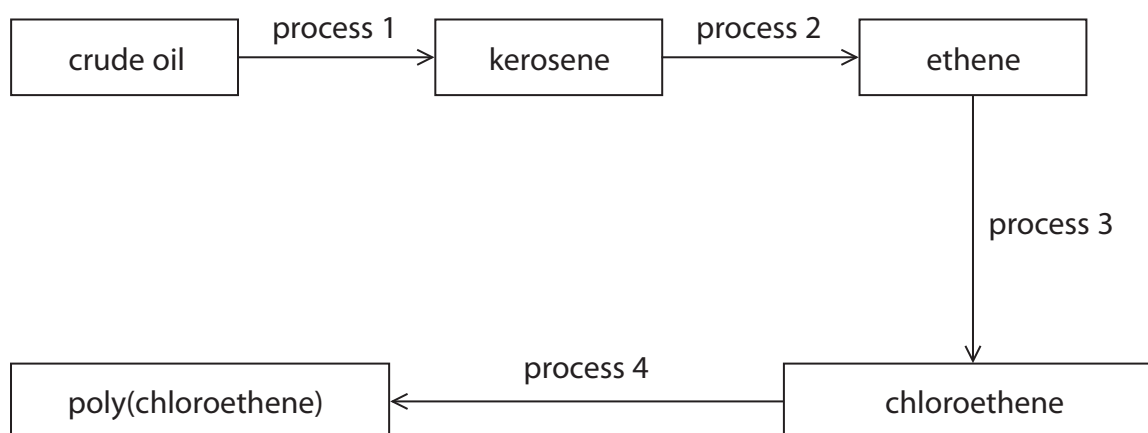 crude oil
process 1
kerosene
process 2
ethene
process 3
chloroethene
process 4
poly(chloroethene)